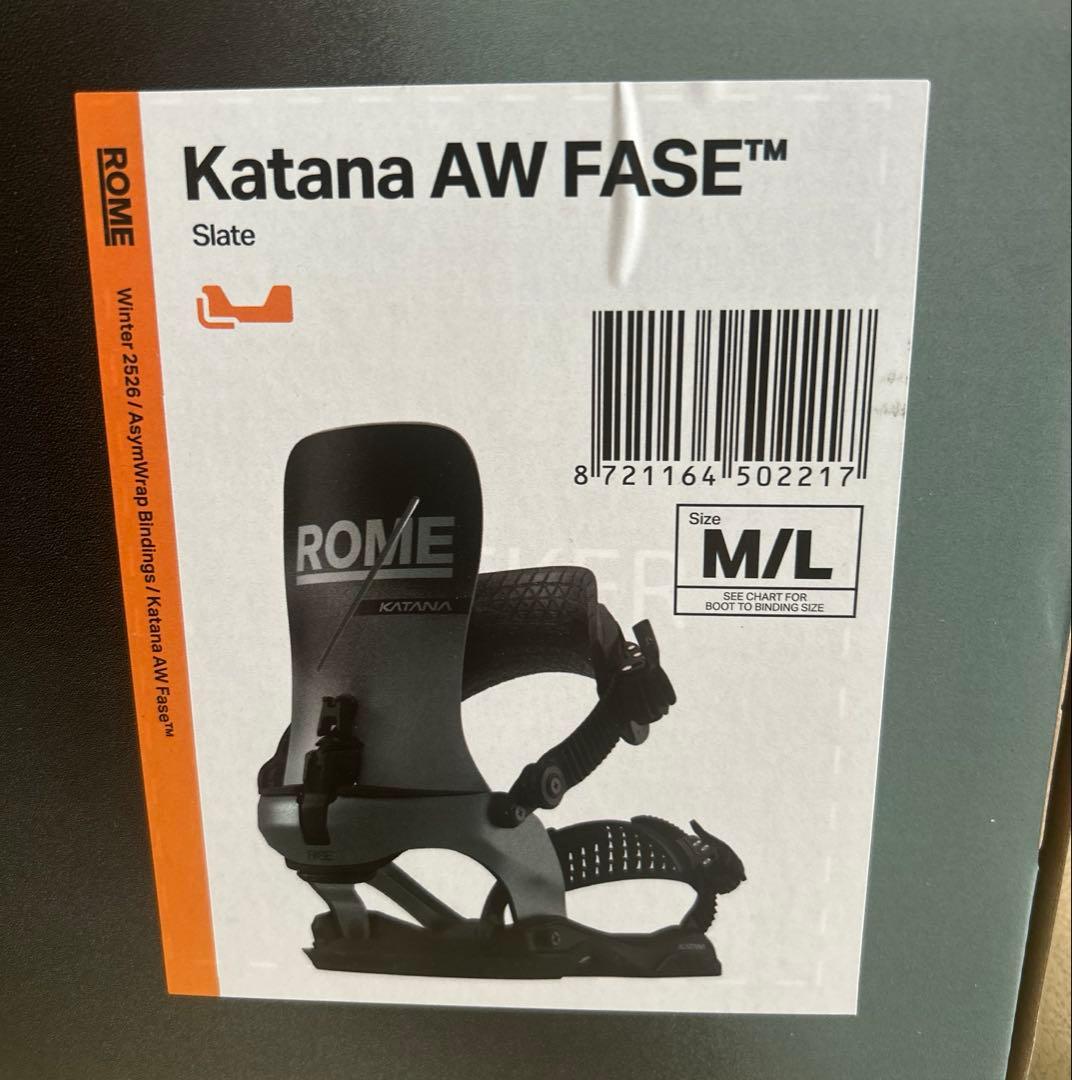 Katana AW FASE™
Slate
ROME
Winter 2526 / AsymWrap Bindings / Katana AW Fase™
8 721164 502217
Size
M/L
SEE CHART FOR
BOOT TO BINDING SIZE
ROME
KATANA